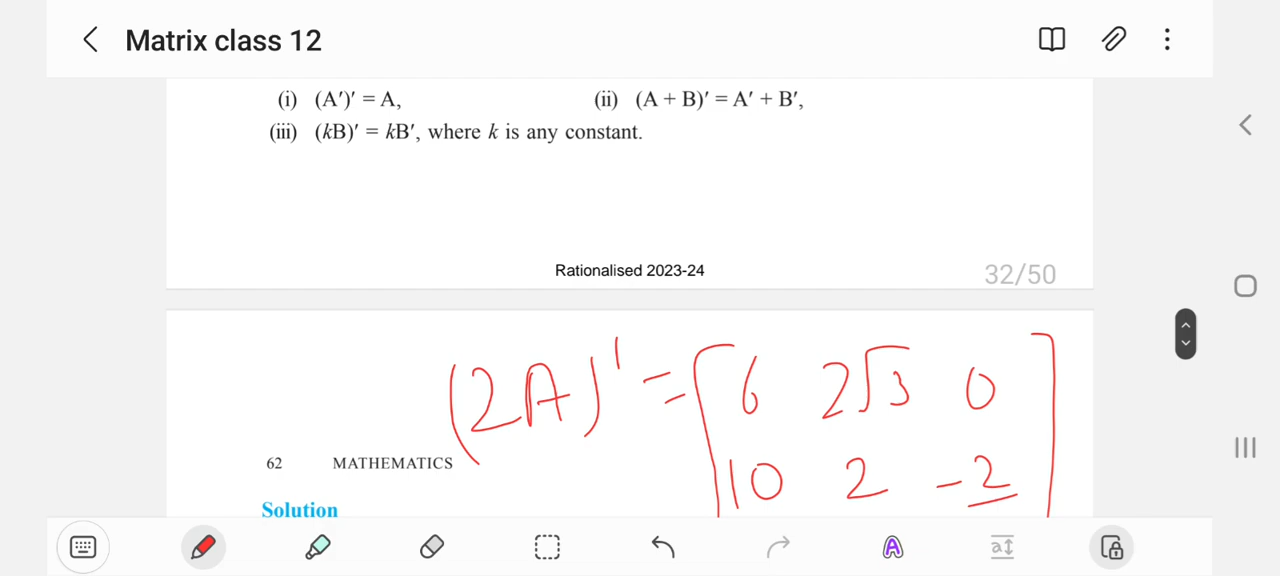 Matrix class 12
(i) (A′)′ = A, (ii) (A + B)′ = A′ + B′,
(iii) (kB)′ = kB′, where k is any constant.
Rationalised 2023-24
32/50
(2A)' = [6 2√3 0
10 2 -2]
62 MATHEMATICS
Solution
A
aI